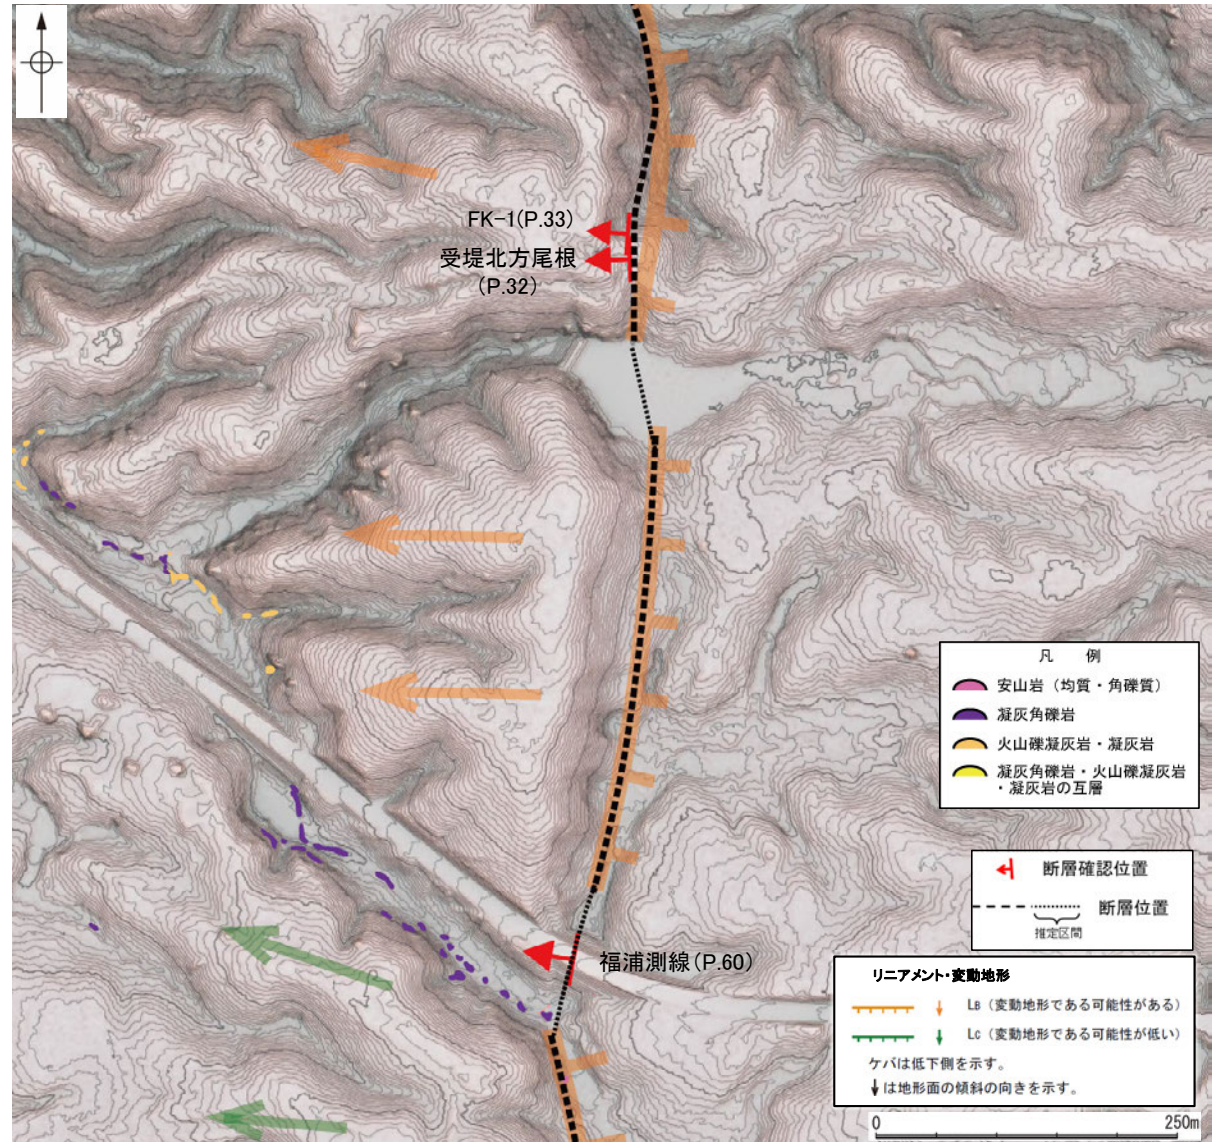 FK-1(P.33)
受堤北方尾根
(P.32)
福浦測線(P.60)
凡 例
安山岩（均質・角礫質）
凝灰角礫岩
火山礫凝灰岩・凝灰岩
凝灰角礫岩・火山礫凝灰岩
・凝灰岩の互層
断層確認位置
断層位置
推定区間
リニアメント・変動地形
LB（変動地形である可能性がある）
LC（変動地形である可能性が低い）
ケバは低下側を示す。
↓は地形面の傾斜の向きを示す。
0 250m